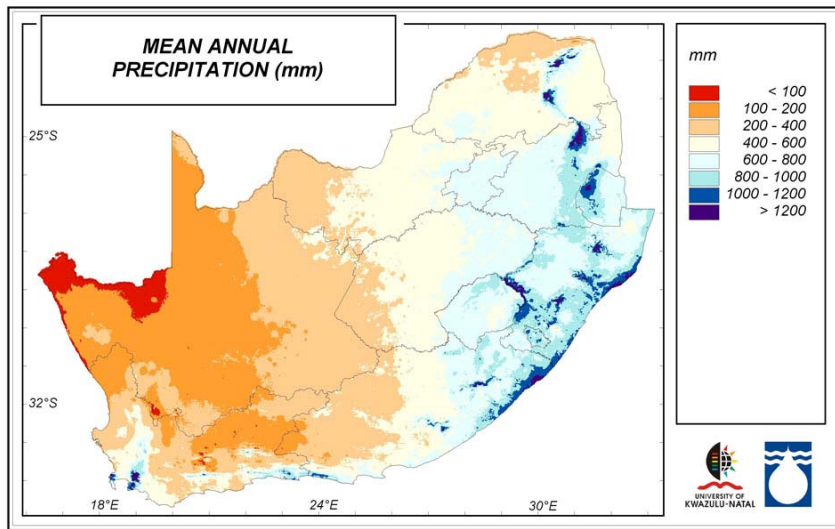 MEAN ANNUAL
PRECIPITATION (mm)
mm
< 100
100 - 200
200 - 400
400 - 600
600 - 800
800 - 1000
1000 - 1200
> 1200
25°S
32°S
18°E
24°E
30°E
UNIVERSITY OF
KWAZULU-NATAL